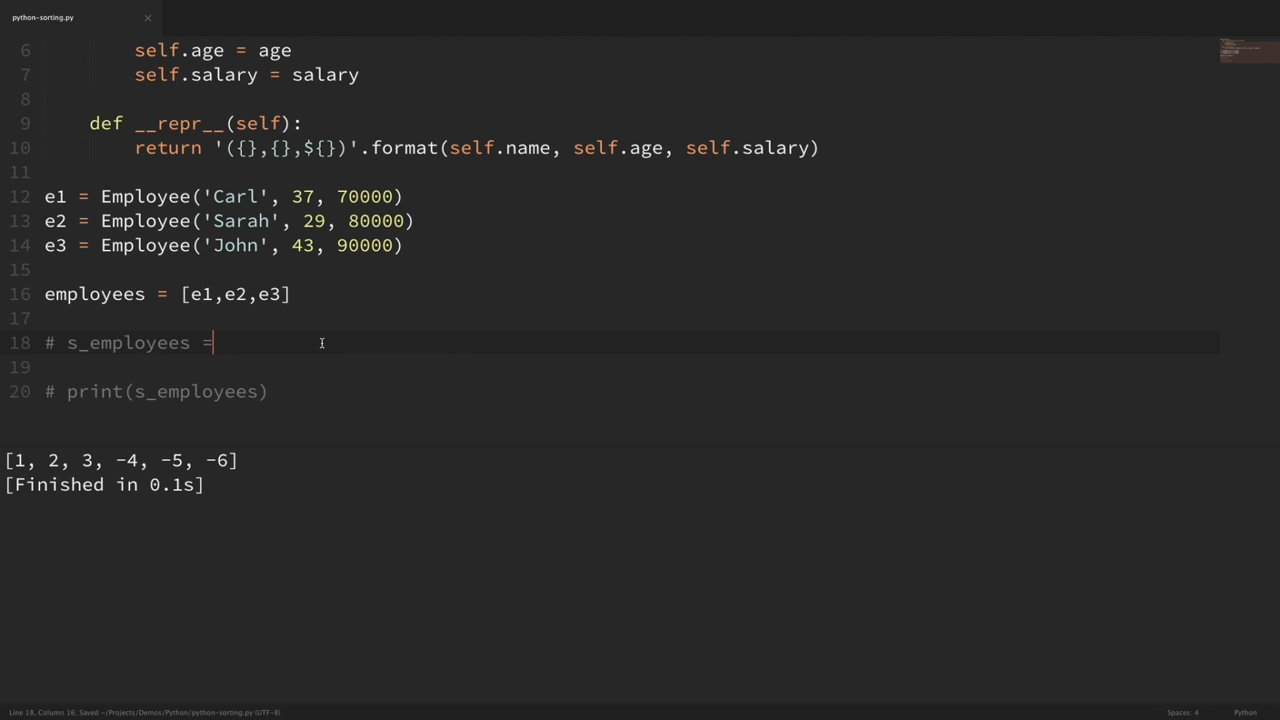 python-sorting.py ×
6 self.age = age
7 self.salary = salary
8
9 def __repr__(self):
10 return '({},{},${})'.format(self.name, self.age, self.salary)
11
12 e1 = Employee('Carl', 37, 70000)
13 e2 = Employee('Sarah', 29, 80000)
14 e3 = Employee('John', 43, 90000)
15
16 employees = [e1,e2,e3]
17
18 # s_employees =
19
20 # print(s_employees)
[1, 2, 3, -4, -5, -6]
[Finished in 0.1s]
Line 18, Column 16; Saved ~/Projects/Demos/Python/python-sorting.py (UTF-8) Spaces: 4 Python